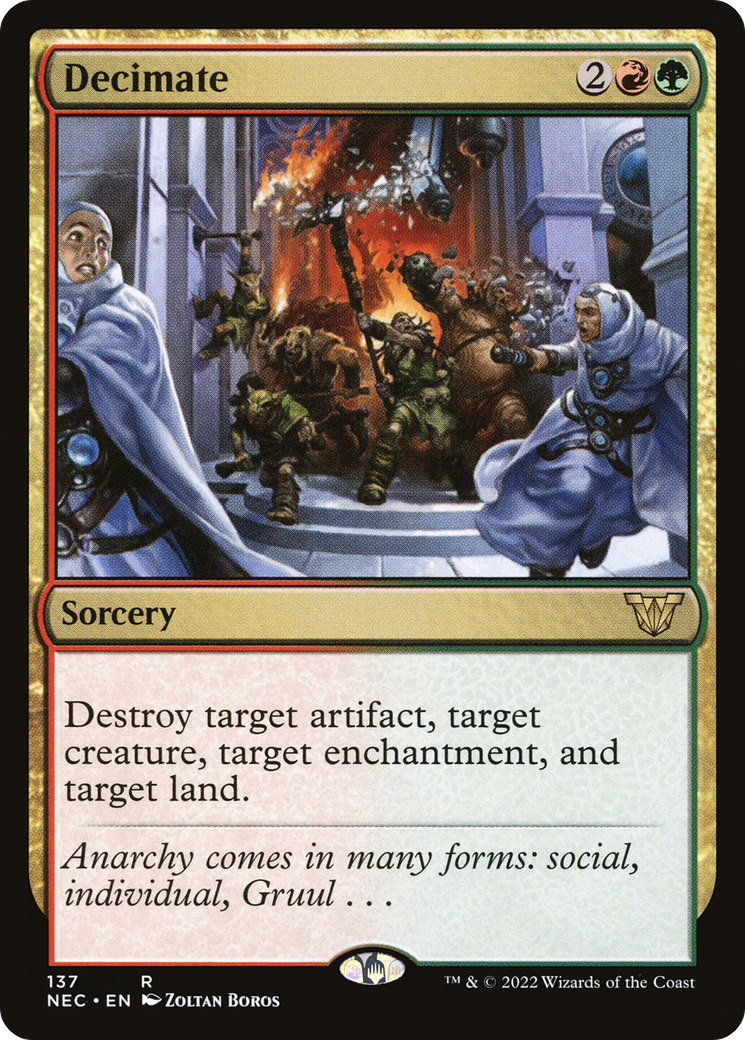 Decimate 2
Sorcery
Destroy target artifact, target
creature, target enchantment, and
target land.
Anarchy comes in many forms: social,
individual, Gruul . . .
137 R
NEC • EN Zoltan Boros
™ & © 2022 Wizards of the Coast